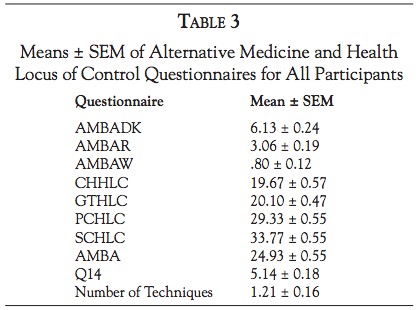 TABLE 3
Means ± SEM of Alternative Medicine and Health
Locus of Control Questionnaires for All Participants
Questionnaire Mean ± SEM
AMBADK 6.13 ± 0.24
AMBAR 3.06 ± 0.19
AMBAW .80 ± 0.12
CHHLC 19.67 ± 0.57
GTHLC 20.10 ± 0.47
PCHLC 29.33 ± 0.55
SCHLC 33.77 ± 0.55
AMBA 24.93 ± 0.55
Q14 5.14 ± 0.18
Number of Techniques 1.21 ± 0.16